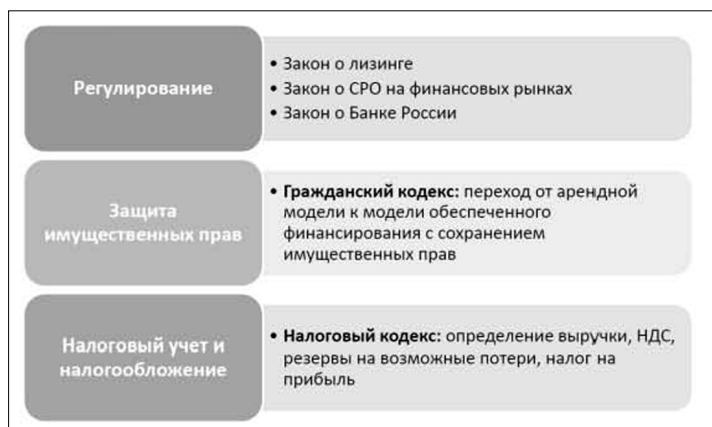 Регулирование
• Закон о лизинге
• Закон о СРО на финансовых рынках
• Закон о Банке России
Защита
имущественных прав
• Гражданский кодекс: переход от арендной
модели к модели обеспеченного
финансирования с сохранением
имущественных прав
Налоговый учет и
налогообложение
• Налоговый кодекс: определение выручки, НДС,
резервы на возможные потери, налог на
прибыль